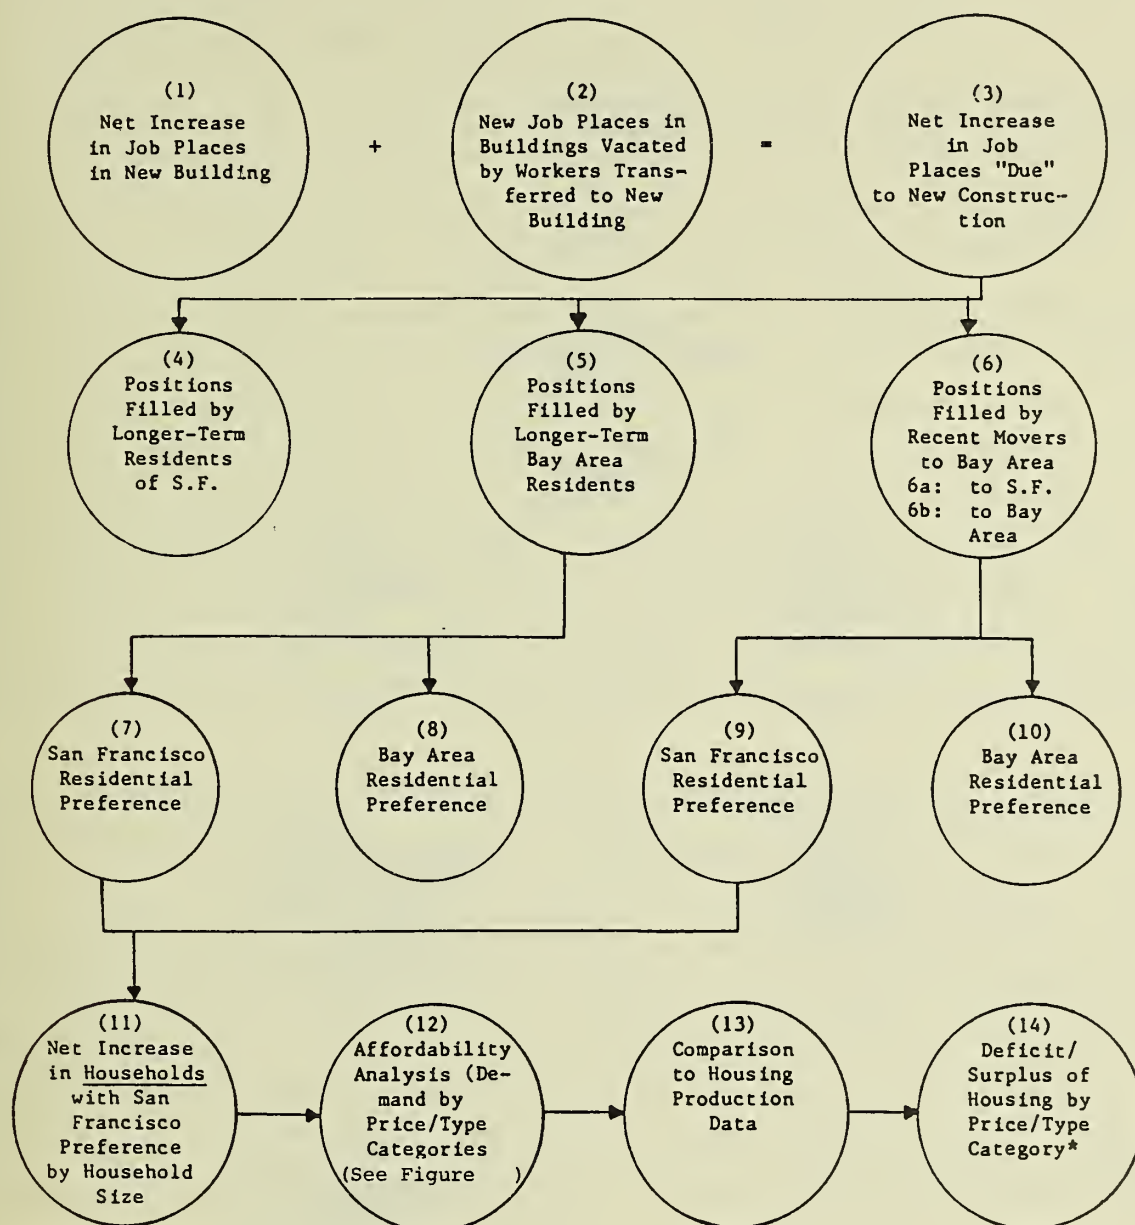 (1)
Net Increase
in Job Places
in New Building
+
(2)
New Job Places in
Buildings Vacated
by Workers Trans-
ferred to New
Building
=
(3)
Net Increase
in Job
Places "Due"
to New Construc-
tion
(4)
Positions
Filled by
Longer-Term
Residents
of S.F.
(5)
Positions
Filled by
Longer-Term
Bay Area
Residents
(6)
Positions
Filled by
Recent Movers
to Bay Area
6a: to S.F.
6b: to Bay
Area
(7)
San Francisco
Residential
Preference
(8)
Bay Area
Residential
Preference
(9)
San Francisco
Residential
Preference
(10)
Bay Area
Residential
Preference
(11)
Net Increase
in Households
with San
Francisco
Preference
by Household
Size
(12)
Affordability
Analysis (De-
mand by
Price/Type
Categories
(See Figure )
(13)
Comparison
to Housing
Production
Data
(14)
Deficit/
Surplus of
Housing by
Price/Type
Category*